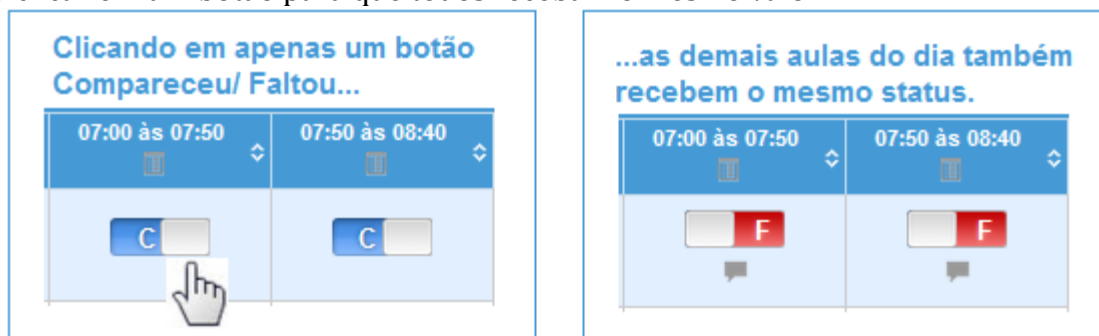 Clicando em apenas um botão
Compareceu/ Faltou...
07:00 às 07:50 07:50 às 08:40
C C
...as demais aulas do dia também
recebem o mesmo status.
07:00 às 07:50 07:50 às 08:40
F F